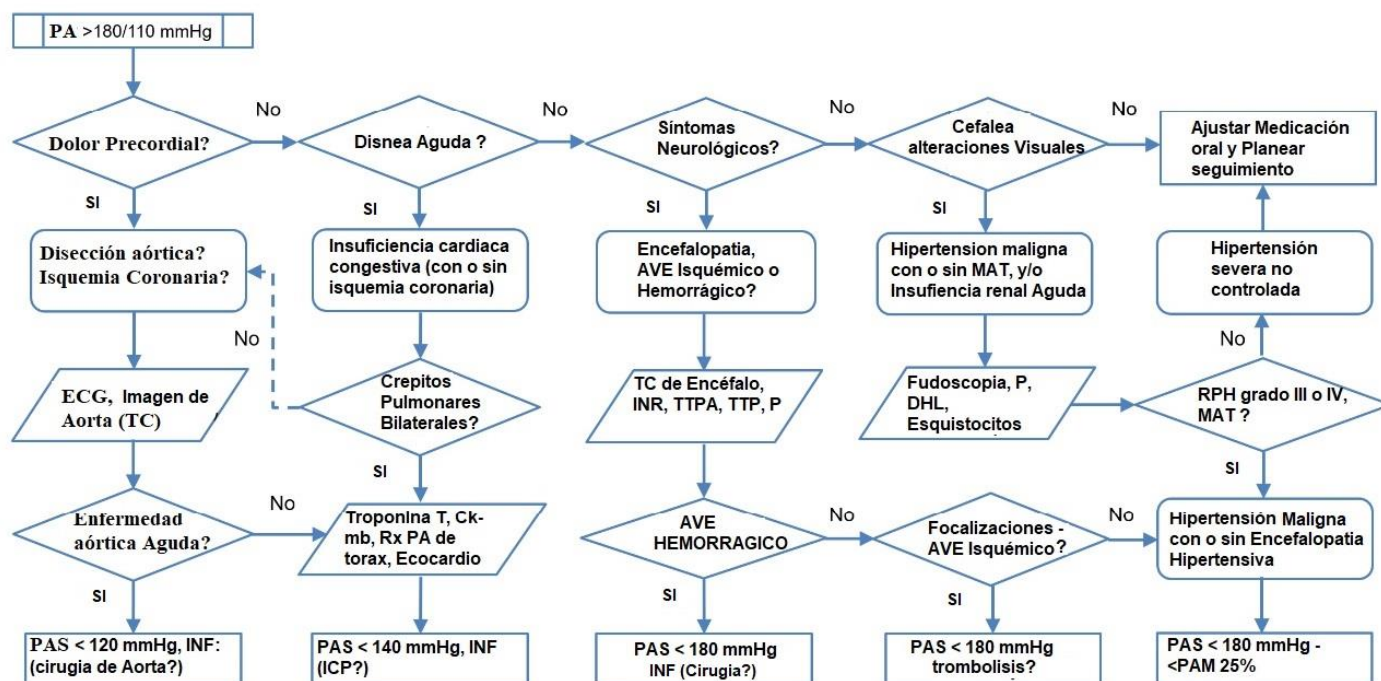 PA >180/110 mmHg
No
No
No
No
Dolor Precordial?
Disnea Aguda ?
Síntomas
Neurológicos?
Cefalea
alteraciones Visuales
Ajustar Medicación
oral y Planear
seguimiento
SI
SI
SI
SI
Disección aórtica?
Isquemia Coronaria?
Insuficiencia cardiaca
congestiva (con o sin
isquemia coronaria)
Encefalopatia,
AVE Isquémico o
Hemorrágico?
Hipertension maligna
con o sin MAT, y/o
Insufiencia renal Aguda
Hipertensión
severa no
controlada
No
No
ECG, Imagen de
Aorta (TC)
Crepitos
Pulmonares
Bilaterales?
TC de Encéfalo,
INR, TTPA, TTP, P
Fudoscopia, P,
DHL,
Esquistocitos
RPH grado III o IV,
MAT ?
SI
SI
Enfermedad
aórtica Aguda?
No
Troponina T, Ck-
mb, Rx PA de
torax, Ecocardio
AVE
HEMORRAGICO
No
Focalizaciones -
AVE Isquémico?
No
Hipertensión Maligna
con o sin Encefalopatia
Hipertensiva
SI
SI
SI
PAS < 120 mmHg, INF:
(cirugia de Aorta?)
PAS < 140 mmHg, INF
(ICP?)
PAS < 180 mmHg
INF (Cirugia?)
PAS < 180 mmHg
trombolisis?
PAS < 180 mmHg -
<PAM 25%